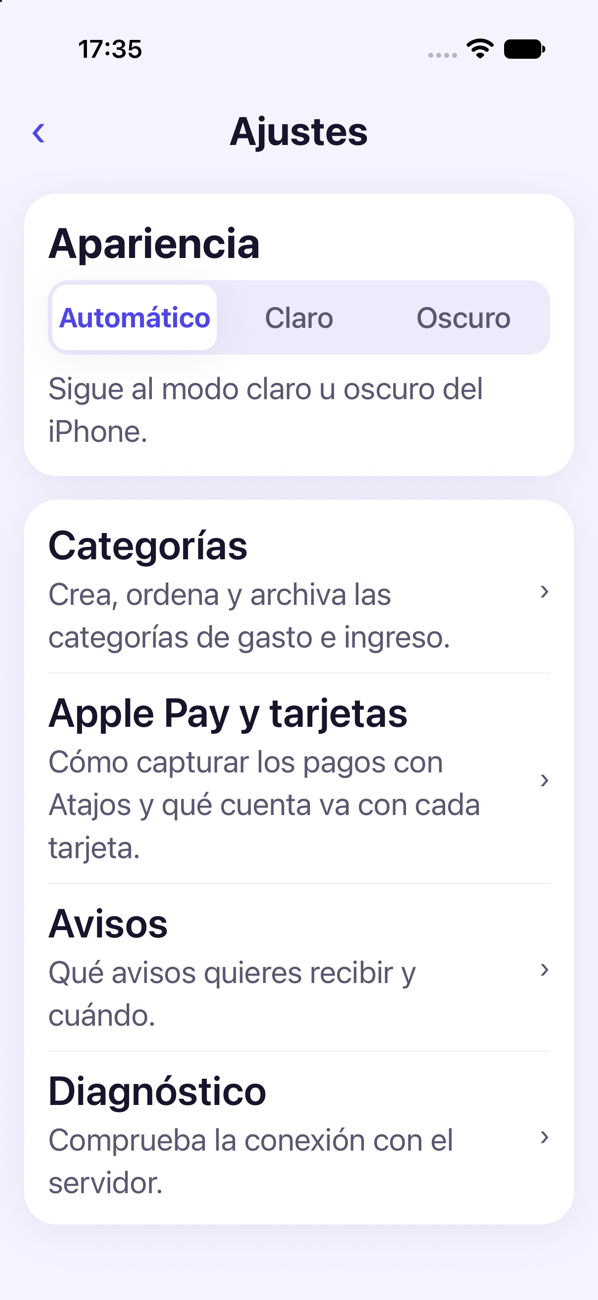 17:35
Ajustes
Apariencia
Automático Claro Oscuro
Sigue al modo claro u oscuro del
iPhone.
Categorías
Crea, ordena y archiva las
categorías de gasto e ingreso.
Apple Pay y tarjetas
Cómo capturar los pagos con
Atajos y qué cuenta va con cada
tarjeta.
Avisos
Qué avisos quieres recibir y
cuándo.
Diagnóstico
Comprueba la conexión con el
servidor.